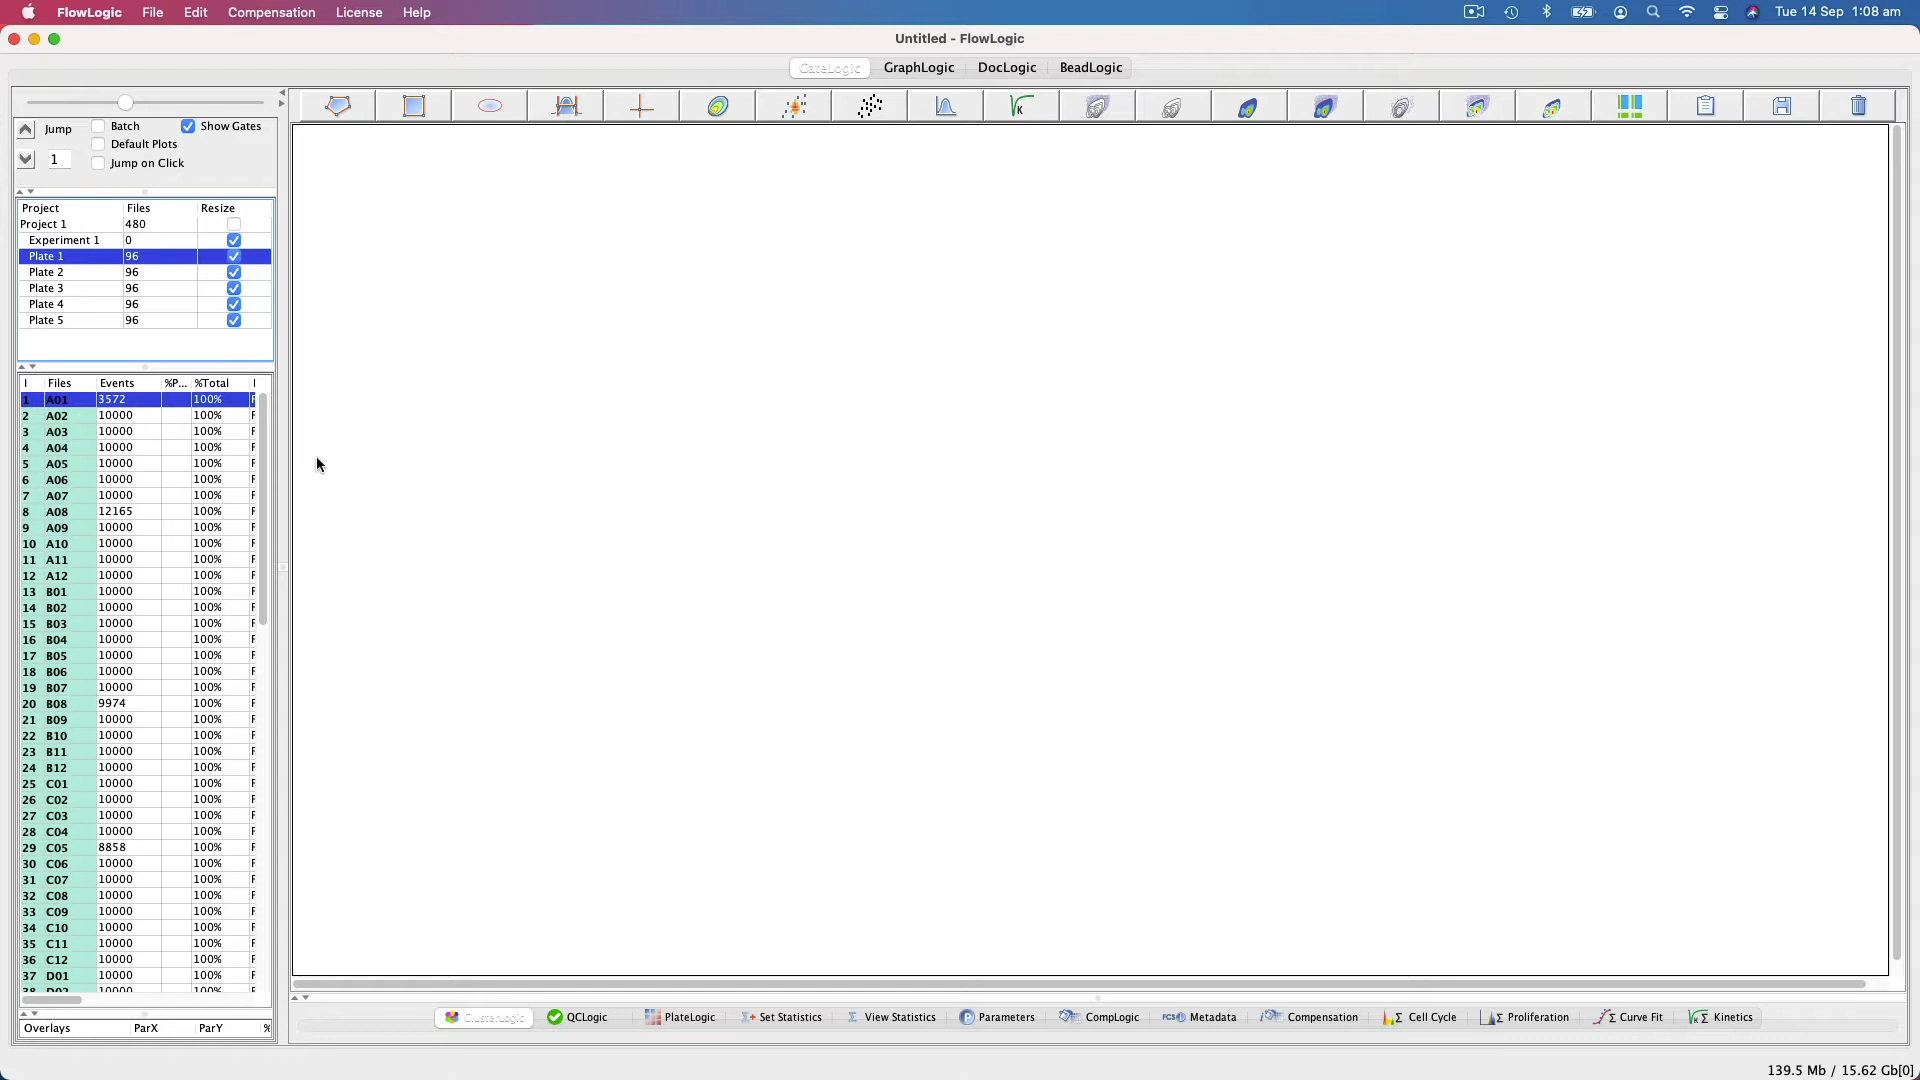 FlowLogic File Edit Compensation License Help Tue 14 Sep 1:08 am
Untitled - FlowLogic
GateLogic GraphLogic DocLogic BeadLogic
Jump Batch Show Gates
Default Plots
1 Jump on Click
Project Files Resize
Project 1 480
Experiment 1 0
Plate 1 96
Plate 2 96
Plate 3 96
Plate 4 96
Plate 5 96
I Files Events %P... %Total I
1 A01 3572 100% F
2 A02 10000 100% F
3 A03 10000 100% F
4 A04 10000 100% F
5 A05 10000 100% F
6 A06 10000 100% F
7 A07 10000 100% F
8 A08 12165 100% F
9 A09 10000 100% F
10 A10 10000 100% F
11 A11 10000 100% F
12 A12 10000 100% F
13 B01 10000 100% F
14 B02 10000 100% F
15 B03 10000 100% F
16 B04 10000 100% F
17 B05 10000 100% F
18 B06 10000 100% F
19 B07 10000 100% F
20 B08 9974 100% F
21 B09 10000 100% F
22 B10 10000 100% F
23 B11 10000 100% F
24 B12 10000 100% F
25 C01 10000 100% F
26 C02 10000 100% F
27 C03 10000 100% F
28 C04 10000 100% F
29 C05 8858 100% F
30 C06 10000 100% F
31 C07 10000 100% F
32 C08 10000 100% F
33 C09 10000 100% F
34 C10 10000 100% F
35 C11 10000 100% F
36 C12 10000 100% F
37 D01 10000 100% F
38 D02 10000 100% F
Overlays ParX ParY %
ClusterLogic QCLogic PlateLogic Σ+ Set Statistics Σ View Statistics P Parameters CompLogic FCS Metadata Compensation Σ Cell Cycle Σ Proliferation Σ Curve Fit K Σ Kinetics
139.5 Mb / 15.62 Gb[0]